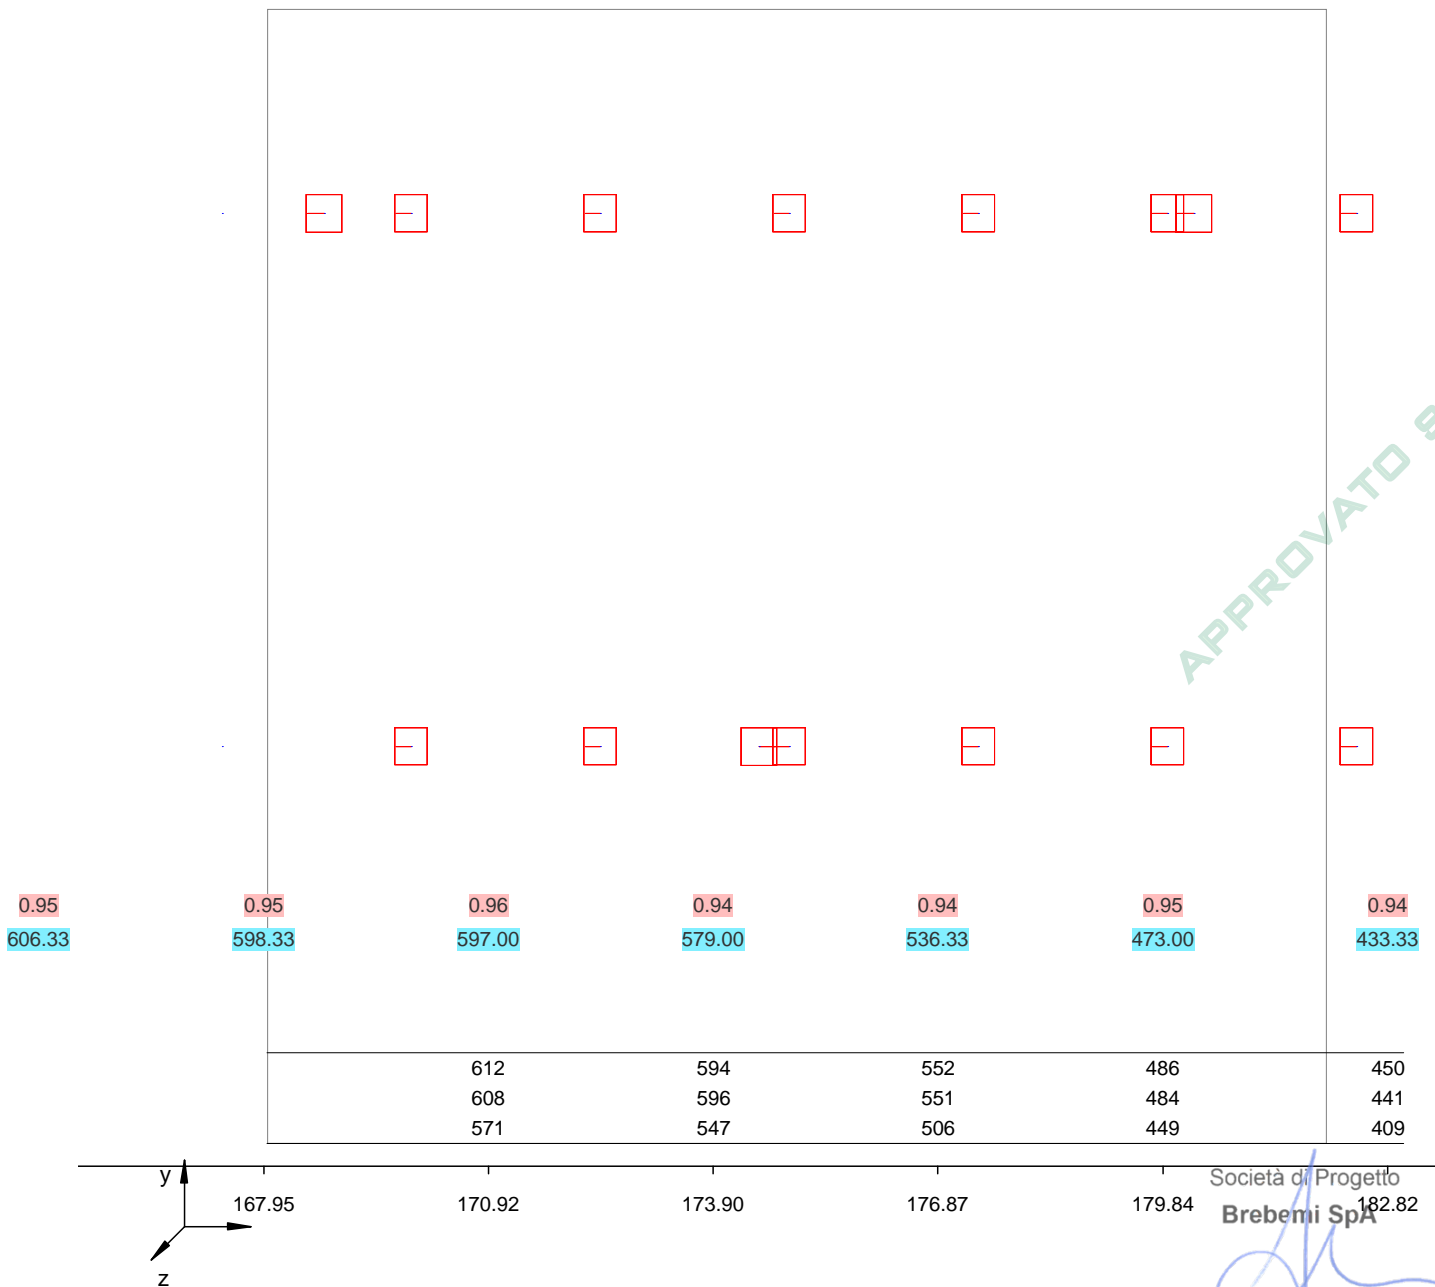 APPROVATO
0.95 0.95 0.96 0.94 0.94 0.95 0.94
606.33 598.33 597.00 579.00 536.33 473.00 433.33
612 594 552 486 450
608 596 551 484 441
571 547 506 449 409
y
167.95 170.92 173.90 176.87 179.84 182.82
z
Società di Progetto
Brebemi SpA